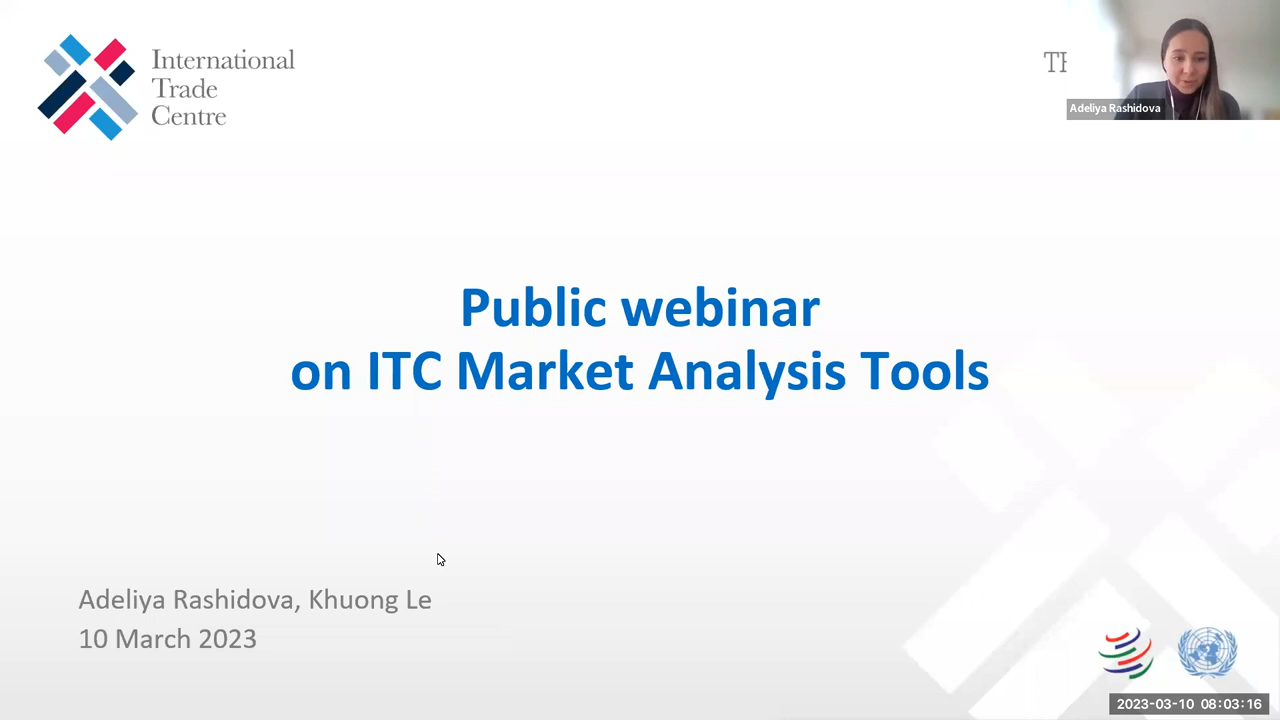 International
Trade
Centre
Adeliya Rashidova
Public webinar
on ITC Market Analysis Tools
Adeliya Rashidova, Khuong Le
10 March 2023
2023-03-10 08:03:16